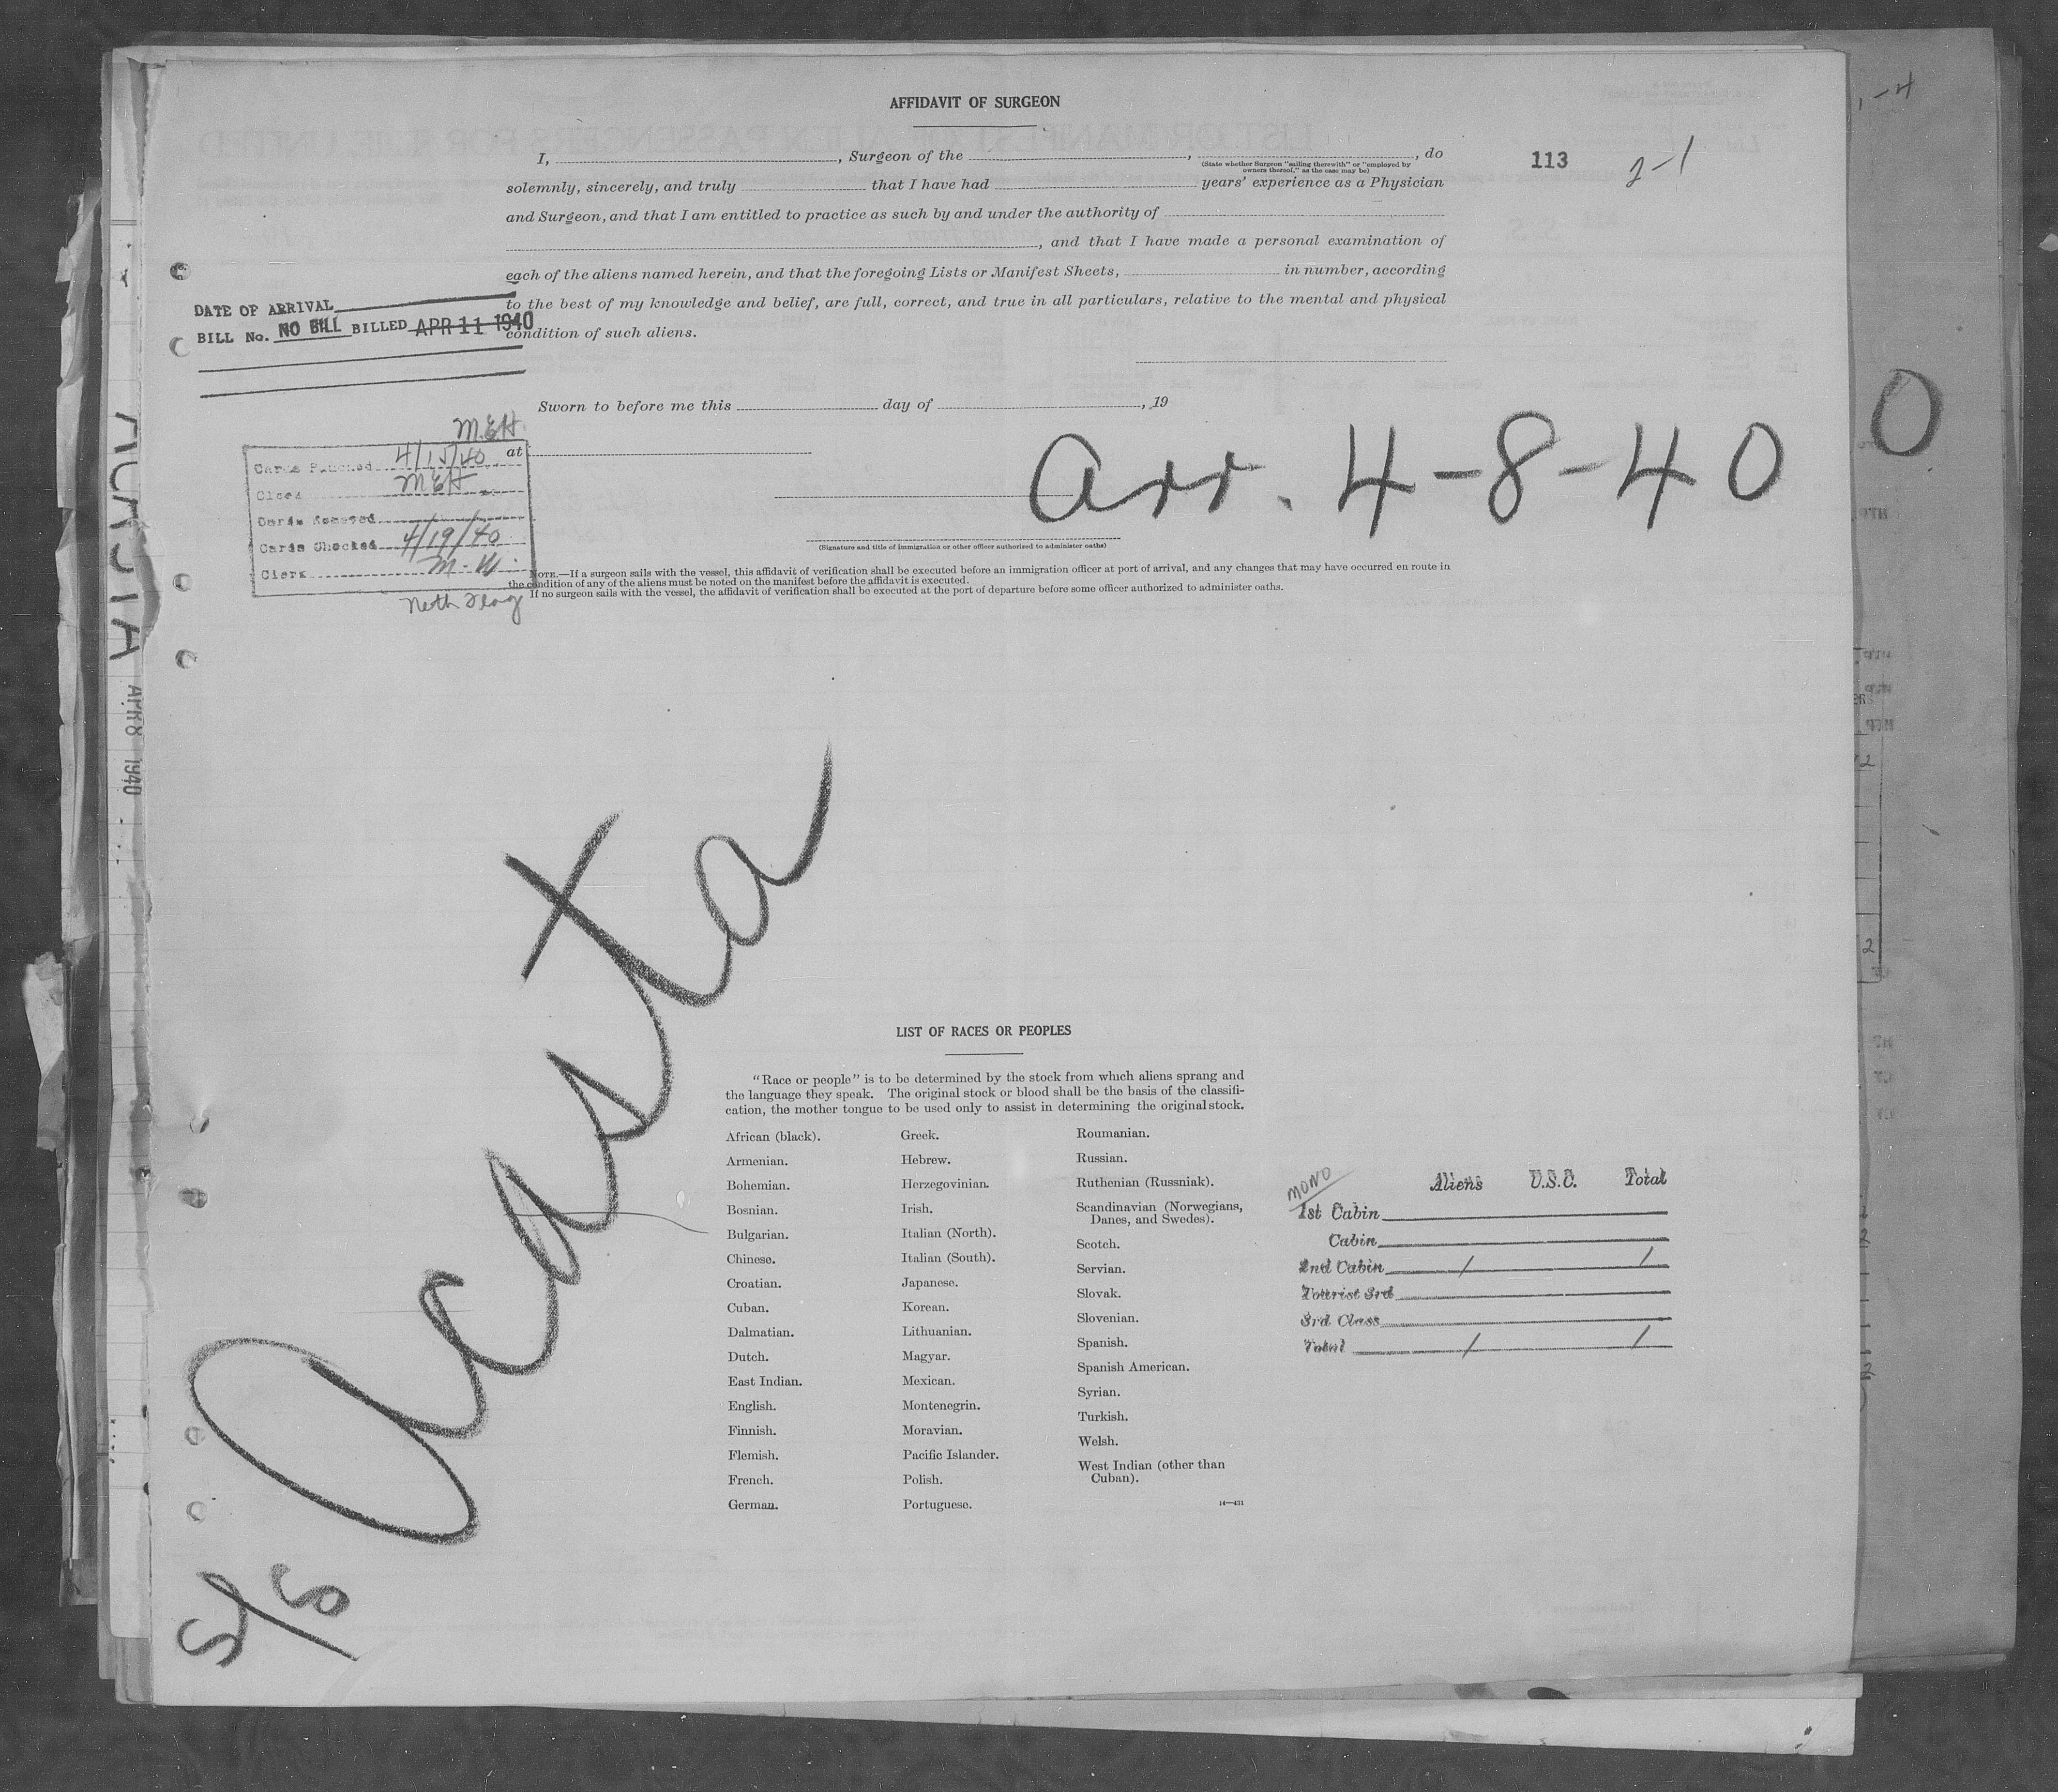 AFFIDAVIT OF SURGEON
I, , Surgeon of the , , do
(State whether Surgeon "sailing therewith" or "employed by
owners thereof," as the case may be)
solemnly, sincerely, and truly that I have had years' experience as a Physician
and Surgeon, and that I am entitled to practice as such by and under the authority of
, and that I have made a personal examination of
each of the aliens named herein, and that the foregoing Lists or Manifest Sheets, in number, according
to the best of my knowledge and belief, are full, correct, and true in all particulars, relative to the mental and physical
condition of such aliens.
113
2-1
DATE OF ARRIVAL
BILL No. NO BILL BILLED APR 11 1940
Sworn to before me this day of , 19
at
M.E.H.
Cards Punched 4/15/40
MEH
Cards Checked 4/19/40
Clerk M-W.
Neth Flag
Arr. 4-8-40
(Signature and title of immigration or other officer authorized to administer oaths)
NOTE.—If a surgeon sails with the vessel, this affidavit of verification shall be executed before an immigration officer at port of arrival, and any changes that may have occurred en route in
the condition of any of the aliens must be noted on the manifest before the affidavit is executed.
If no surgeon sails with the vessel, the affidavit of verification shall be executed at the port of departure before some officer authorized to administer oaths.
APR 8 1940
S/S Acasta
LIST OF RACES OR PEOPLES
"Race or people" is to be determined by the stock from which aliens sprang and
the language they speak. The original stock or blood shall be the basis of the classifi-
cation, the mother tongue to be used only to assist in determining the original stock.
African (black).
Armenian.
Bohemian.
Bosnian.
Bulgarian.
Chinese.
Croatian.
Cuban.
Dalmatian.
Dutch.
East Indian.
English.
Finnish.
Flemish.
French.
German.
Greek.
Hebrew.
Herzegovinian.
Irish.
Italian (North).
Italian (South).
Japanese.
Korean.
Lithuanian.
Magyar.
Mexican.
Montenegrin.
Moravian.
Pacific Islander.
Polish.
Portuguese.
Roumanian.
Russian.
Ruthenian (Russniak).
Scandinavian (Norwegians,
Danes, and Swedes).
Scotch.
Servian.
Slovak.
Slovenian.
Spanish.
Spanish American.
Syrian.
Turkish.
Welsh.
West Indian (other than
Cuban).
14—431
MONO
Aliens U.S.C. Total
1st Cabin
Cabin
2nd Cabin 1 1
Tourist 3rd
3rd Class
Total 1 1